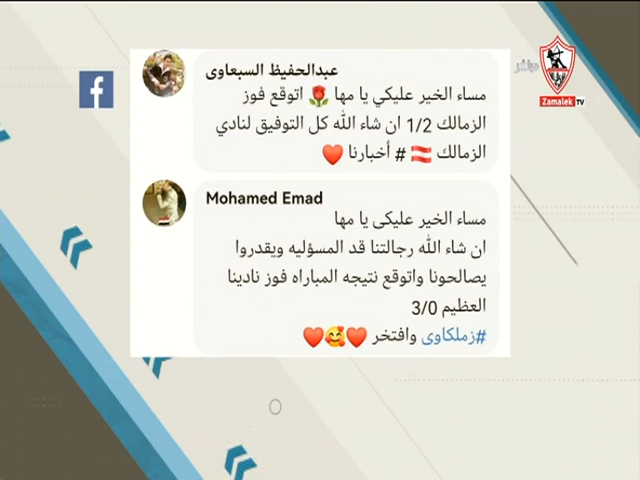 مباشر
Zamalek TV
عبدالحفيظ السبعاوى
مساء الخير عليكي يا مها 🌹 اتوقع فوز
الزمالك 1/2 ان شاء الله كل التوفيق لنادي
الزمالك 🇦🇹 # أخبارنا ❤️
Mohamed Emad
مساء الخير عليكى يا مها
ان شاء الله رجالتنا قد المسؤليه ويقدروا
يصالحونا واتوقع نتيجه المباراه فوز نادينا
العظيم 3/0
#زملكاوى وافتخر ❤️🥰❤️